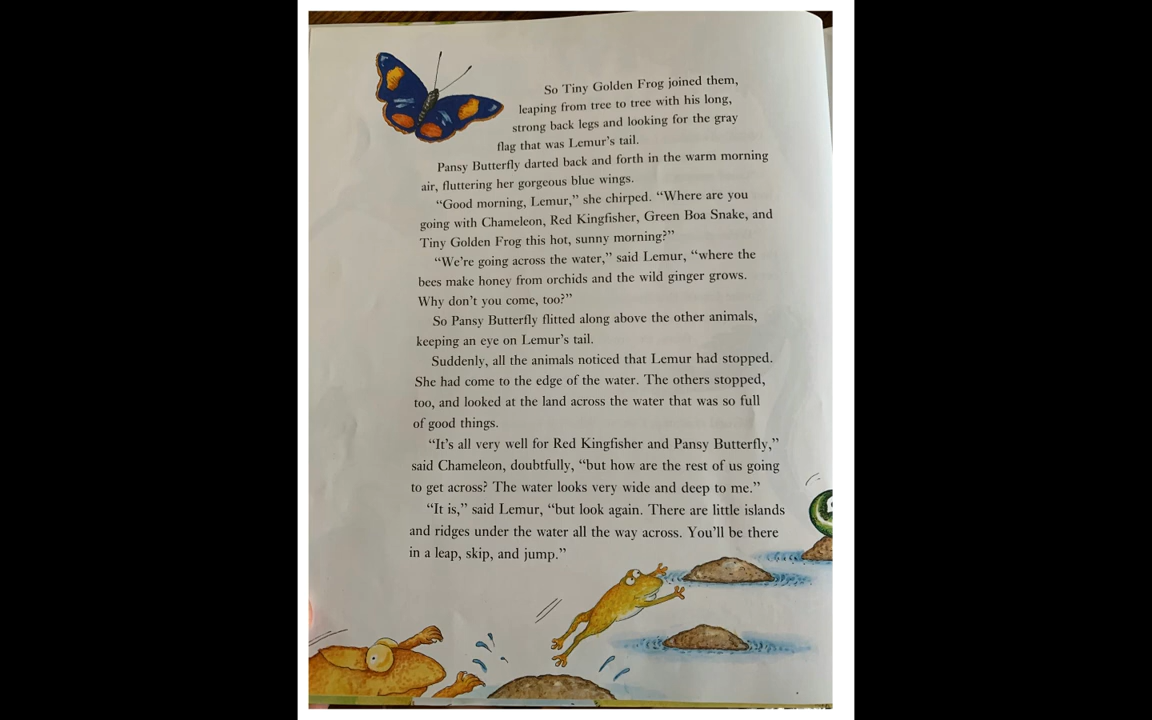 So Tiny Golden Frog joined them,
leaping from tree to tree with his long,
strong back legs and looking for the gray
flag that was Lemur's tail.
Pansy Butterfly darted back and forth in the warm morning
air, fluttering her gorgeous blue wings.
“Good morning, Lemur,” she chirped. “Where are you
going with Chameleon, Red Kingfisher, Green Boa Snake, and
Tiny Golden Frog this hot, sunny morning?”
“We're going across the water,” said Lemur, “where the
bees make honey from orchids and the wild ginger grows.
Why don't you come, too?”
So Pansy Butterfly flitted along above the other animals,
keeping an eye on Lemur's tail.
Suddenly, all the animals noticed that Lemur had stopped.
She had come to the edge of the water. The others stopped,
too, and looked at the land across the water that was so full
of good things.
“It's all very well for Red Kingfisher and Pansy Butterfly,”
said Chameleon, doubtfully, “but how are the rest of us going
to get across? The water looks very wide and deep to me.”
“It is,” said Lemur, “but look again. There are little islands
and ridges under the water all the way across. You'll be there
in a leap, skip, and jump.”